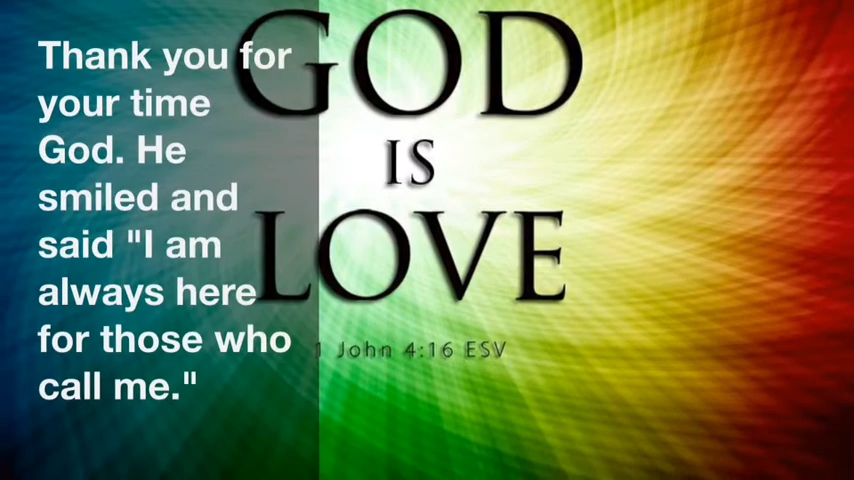 Thank you for
your time
God. He
smiled and
said "I am
always here
for those who
call me."
GOD
IS
LOVE
1 John 4:16 ESV